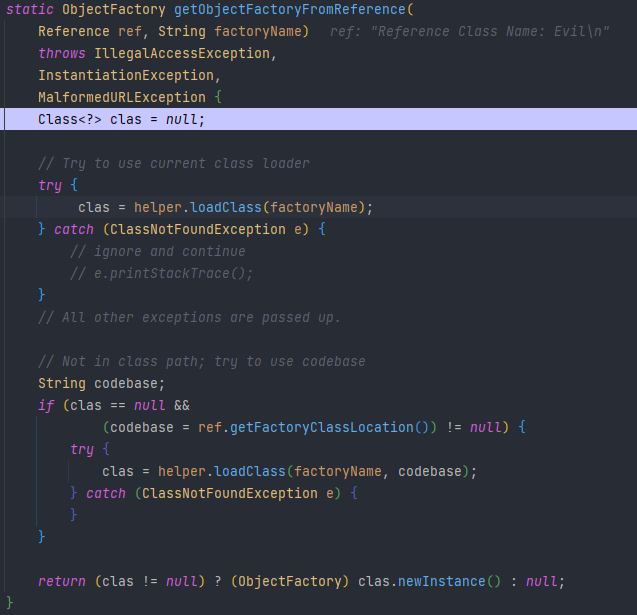 static ObjectFactory getObjectFactoryFromReference(
    Reference ref, String factoryName)   ref: "Reference Class Name: Evil\n"
    throws IllegalAccessException,
    InstantiationException,
    MalformedURLException {
    Class<?> clas = null;

    // Try to use current class loader
    try {
         clas = helper.loadClass(factoryName);
    } catch (ClassNotFoundException e) {
        // ignore and continue
        // e.printStackTrace();
    }
    // All other exceptions are passed up.

    // Not in class path; try to use codebase
    String codebase;
    if (clas == null &&
            (codebase = ref.getFactoryClassLocation()) != null) {
        try {
            clas = helper.loadClass(factoryName, codebase);
        } catch (ClassNotFoundException e) {
        }
    }

    return (clas != null) ? (ObjectFactory) clas.newInstance() : null;
}